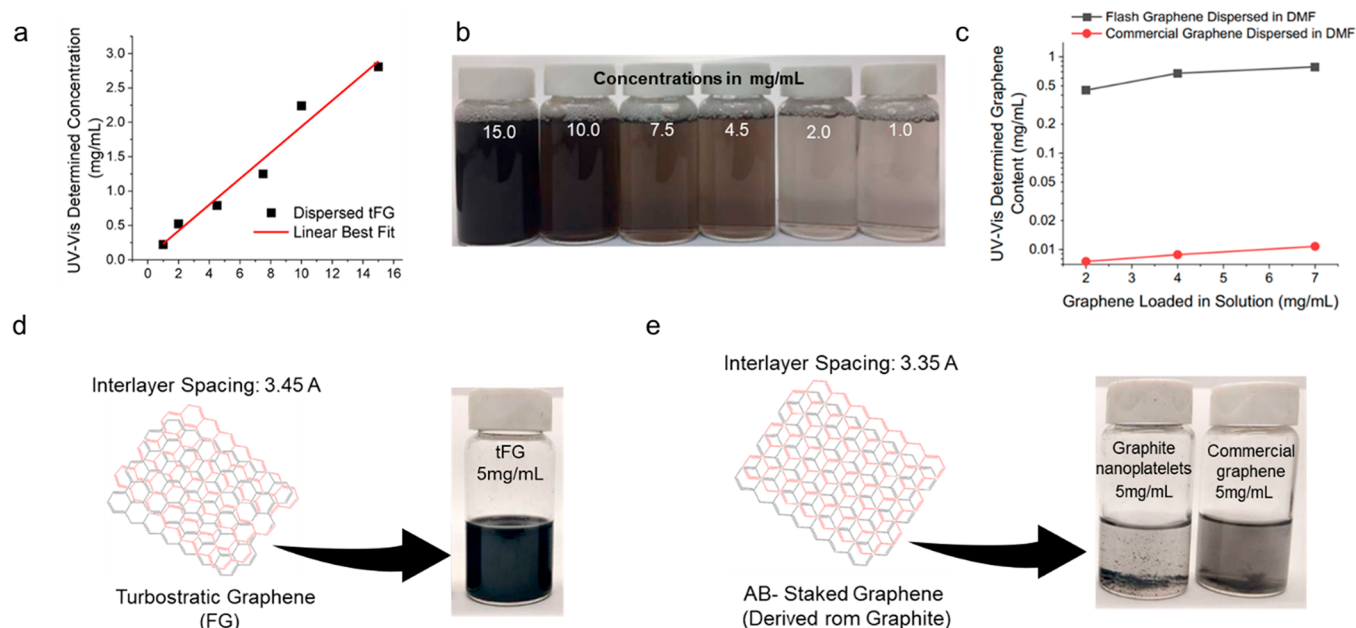 a
UV-Vis Determined Concentration
(mg/mL)
3.0
2.5
2.0
1.5
1.0
0.5
0.0
Dispersed tFG
Linear Best Fit
0 2 4 6 8 10 12 14 16
b
Concentrations in mg/mL
15.0 10.0 7.5 4.5 2.0 1.0
c
Flash Graphene Dispersed in DMF
Commercial Graphene Dispersed in DMF
UV-Vis Determined Graphene
Content (mg/mL)
1
0.5
0.2
0.1
0.5
0.02
0.01
2 3 4 5 6 7
Graphene Loaded in Solution (mg/mL)
d
Interlayer Spacing: 3.45 A
Turbostratic Graphene
(FG)
tFG
5mg/mL
e
Interlayer Spacing: 3.35 A
AB- Staked Graphene
(Derived rom Graphite)
Graphite
nanoplatelets
5mg/mL
Commercial
graphene
5mg/mL